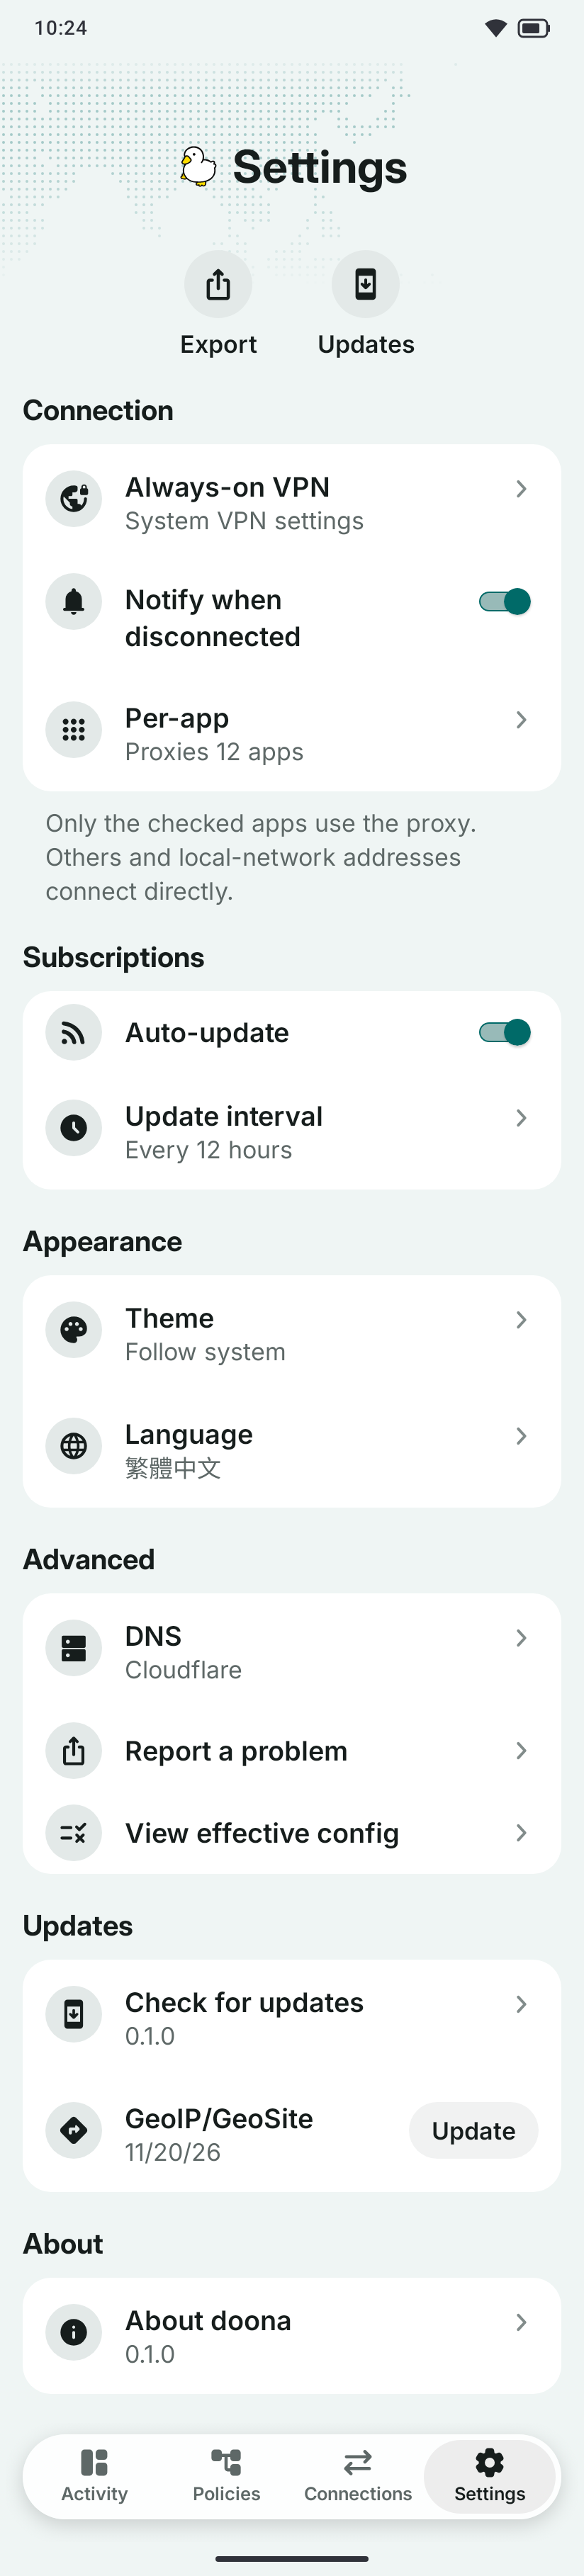 10:24
Settings
Export
Updates
Connection
Always-on VPN
System VPN settings
Notify when
disconnected
Per-app
Proxies 12 apps
Only the checked apps use the proxy.
Others and local-network addresses
connect directly.
Subscriptions
Auto-update
Update interval
Every 12 hours
Appearance
Theme
Follow system
Language
繁體中文
Advanced
DNS
Cloudflare
Report a problem
View effective config
Updates
Check for updates
0.1.0
GeoIP/GeoSite
11/20/26
Update
About
About doona
0.1.0
Activity
Policies
Connections
Settings